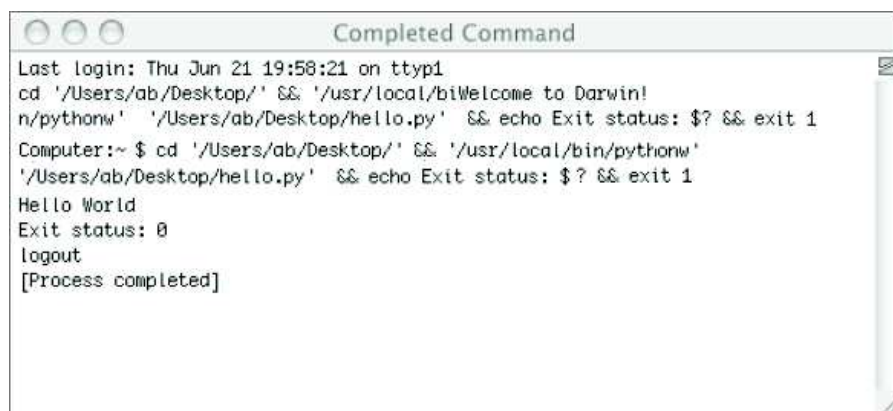 Completed Command
Last login: Thu Jun 21 19:58:21 on ttyp1
cd '/Users/ab/Desktop/' && '/usr/local/biWelcome to Darwin!
n/pythonw'  '/Users/ab/Desktop/hello.py'  && echo Exit status: $? && exit 1
Computer:~ $ cd '/Users/ab/Desktop/' && '/usr/local/bin/pythonw'
'/Users/ab/Desktop/hello.py'  && echo Exit status: $? && exit 1
Hello World
Exit status: 0
logout
[Process completed]